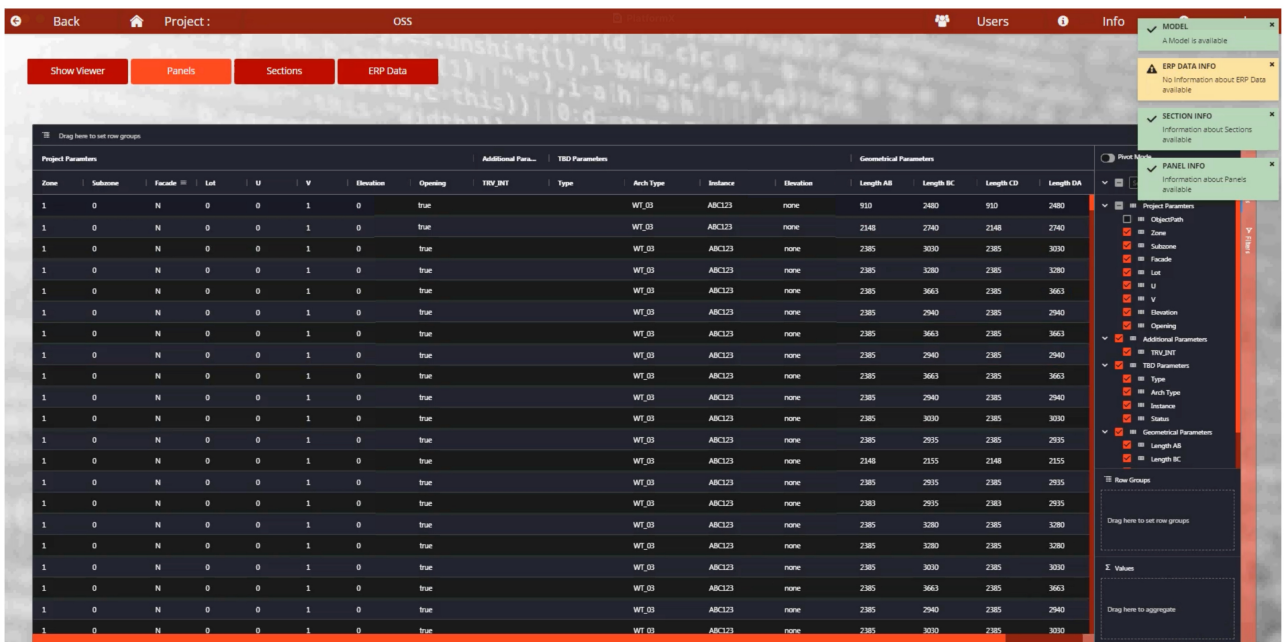 Back Project : OSS Users Info
MODEL
A Model is available
ERP DATA INFO
No Information about ERP Data
available
SECTION INFO
Information about Sections
available
PANEL INFO
Information about Panels
available
Show Viewer Panels Sections ERP Data
Drag here to set row groups
Project Paramters Additional Para... TBD Parameters Geometrical Parameters
Zone Subzone Facade Lot U V Elevation Opening TRV_INT Type Arch Type Instance Elevation Length AB Length BC Length CD Length DA
1 0 N 0 0 1 0 true WT_03 ABC123 none 910 2480 910 2480
1 0 N 0 0 1 0 true WT_03 ABC123 none 2148 2740 2148 2740
1 0 N 0 0 1 0 true WT_03 ABC123 none 2385 3030 2385 3030
1 0 N 0 0 1 0 true WT_03 ABC123 none 2385 3280 2385 3280
1 0 N 0 0 1 0 true WT_03 ABC123 none 2385 3663 2385 3663
1 0 N 0 0 1 0 true WT_03 ABC123 none 2385 2940 2385 2940
1 0 N 0 0 1 0 true WT_03 ABC123 none 2385 3663 2385 3663
1 0 N 0 0 1 0 true WT_03 ABC123 none 2385 2940 2385 2940
1 0 N 0 0 1 0 true WT_03 ABC123 none 2385 3663 2385 3663
1 0 N 0 0 1 0 true WT_03 ABC123 none 2385 2940 2385 2940
1 0 N 0 0 1 0 true WT_03 ABC123 none 2385 3030 2385 3030
1 0 N 0 0 1 0 true WT_03 ABC123 none 2385 2935 2385 2935
1 0 N 0 0 1 0 true WT_03 ABC123 none 2148 2155 2148 2155
1 0 N 0 0 1 0 true WT_03 ABC123 none 2385 2935 2385 2935
1 0 N 0 0 1 0 true WT_03 ABC123 none 2383 2935 2383 2935
1 0 N 0 0 1 0 true WT_03 ABC123 none 2385 3280 2385 3280
1 0 N 0 0 1 0 true WT_03 ABC123 none 2385 3280 2385 3280
1 0 N 0 0 1 0 true WT_03 ABC123 none 2385 3030 2385 3030
1 0 N 0 0 1 0 true WT_03 ABC123 none 2385 3663 2385 3663
1 0 N 0 0 1 0 true WT_03 ABC123 none 2385 2940 2385 2940
1 0 N 0 0 1 0 true WT_03 ABC123 none 2385 3030 2385 3030
Pivot Mode
Project Paramters
ObjectPath
Zone
Subzone
Facade
Lot
U
V
Elevation
Opening
Additional Parameters
TRV_INT
TBD Parameters
Type
Arch Type
Instance
Status
Geometrical Parameters
Length AB
Length BC
Row Groups
Drag here to set row groups
Values
Drag here to aggregate
Filters